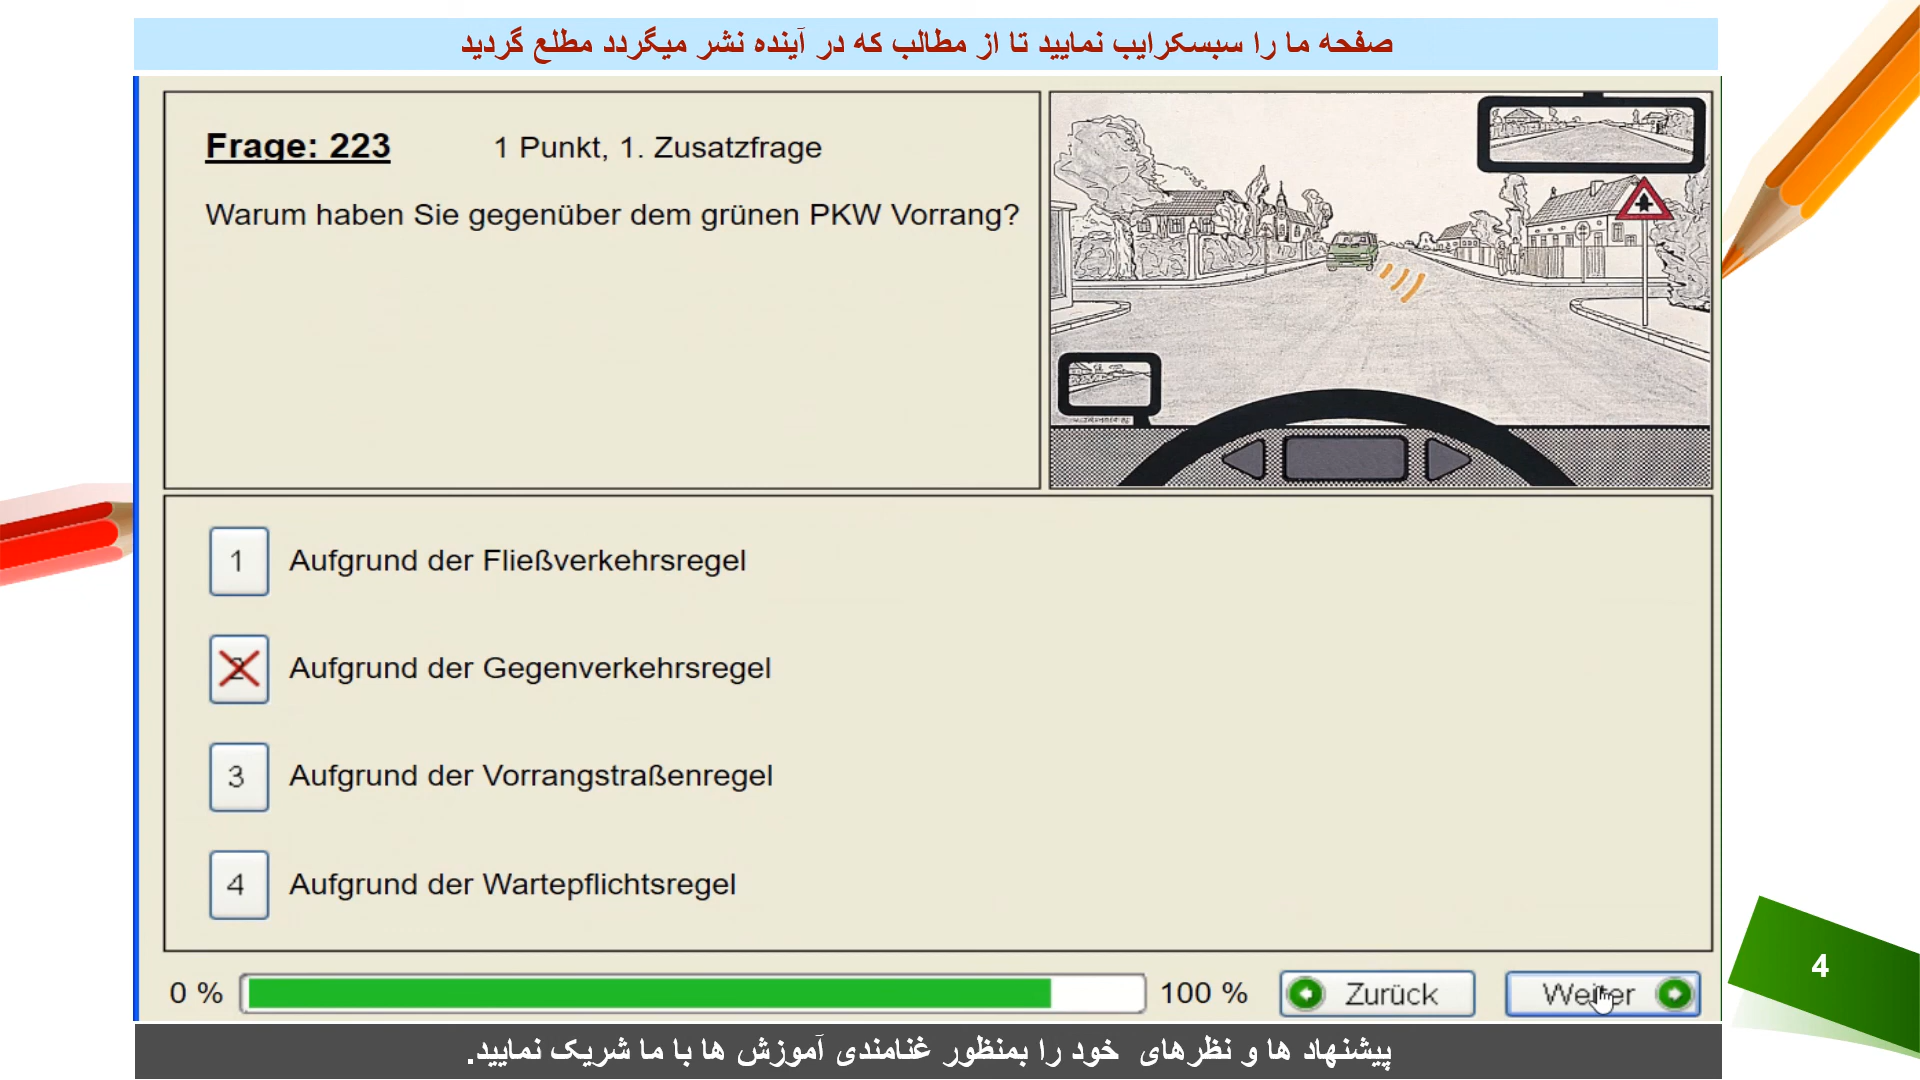 صفحه ما را سبسکرایب نمایید تا از مطالب که در آینده نشر میگردد مطلع گردید
Frage: 223 1 Punkt, 1. Zusatzfrage
Warum haben Sie gegenüber dem grünen PKW Vorrang?
1 Aufgrund der Fließverkehrsregel
2 Aufgrund der Gegenverkehrsregel
3 Aufgrund der Vorrangstraßenregel
4 Aufgrund der Wartepflichtsregel
0 % 100 % Zurück Weiter
4
پیشنهاد ها و نظرهای خود را بمنظور غنامندی آموزش ها با ما شریک نمایید.